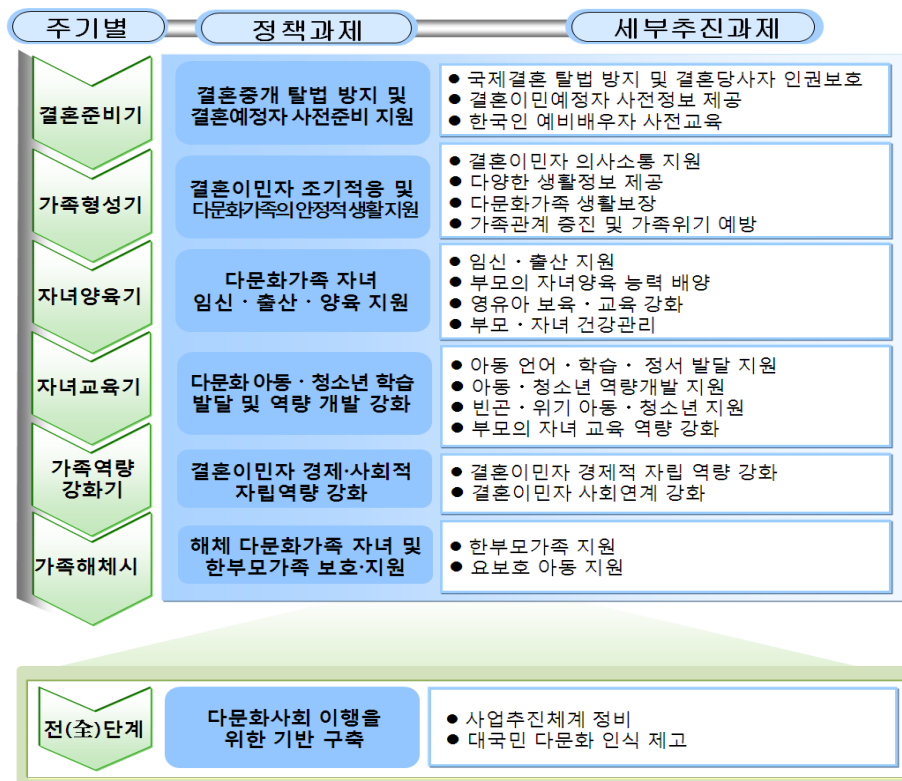 주기별 정책과제 세부추진과제
결혼준비기
결혼중개 탈법 방지 및
결혼예정자 사전준비 지원
● 국제결혼 탈법 방지 및 결혼당사자 인권보호
● 결혼이민예정자 사전정보 제공
● 한국인 예비배우자 사전교육
가족형성기
결혼이민자 조기적응 및
다문화가족의 안정적 생활 지원
● 결혼이민자 의사소통 지원
● 다양한 생활정보 제공
● 다문화가족 생활보장
● 가족관계 증진 및 가족위기 예방
자녀양육기
다문화가족 자녀
임신・출산・양육 지원
● 임신・출산 지원
● 부모의 자녀양육 능력 배양
● 영유아 보육・교육 강화
● 부모・자녀 건강관리
자녀교육기
다문화 아동・청소년 학습
발달 및 역량 개발 강화
● 아동 언어・학습・ 정서 발달 지원
● 아동・청소년 역량개발 지원
● 빈곤・위기 아동・청소년 지원
● 부모의 자녀 교육 역량 강화
가족역량
강화기
결혼이민자 경제·사회적
자립역량 강화
● 결혼이민자 경제적 자립 역량 강화
● 결혼이민자 사회연계 강화
가족해체시
해체 다문화가족 자녀 및
한부모가족 보호·지원
● 한부모가족 지원
● 요보호 아동 지원
전(全)단계
다문화사회 이행을
위한 기반 구축
● 사업추진체계 정비
● 대국민 다문화 인식 제고